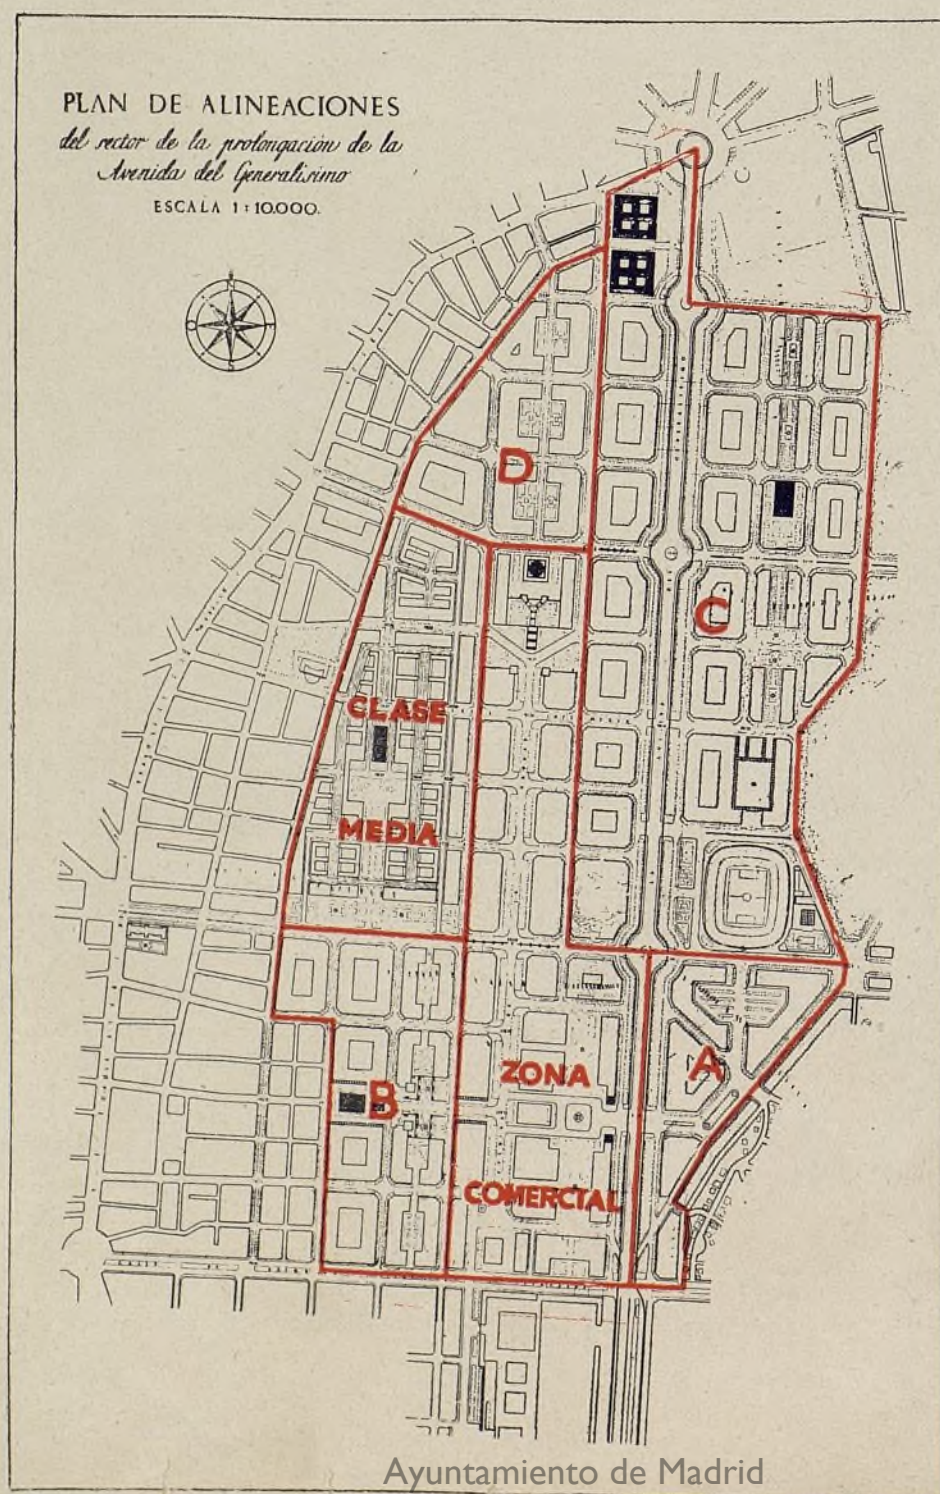 PLAN DE ALINEACIONES
del sector de la prolongación de la
Avenida del Generalísimo
ESCALA 1:10.000.
N
O
E
S
D
C
CLASE
MEDIA
ZONA
A
B
COMERCIAL
Ayuntamiento de Madrid